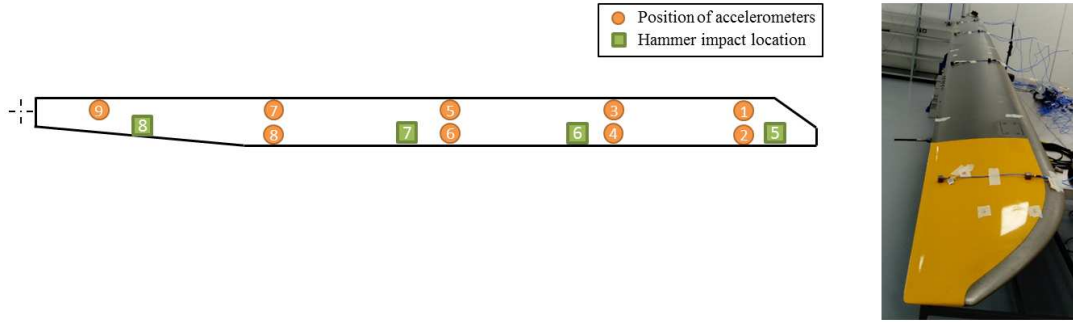 Position of accelerometers
Hammer impact location
9 7 5 3 1
8 8 7 6 6 4 2 5